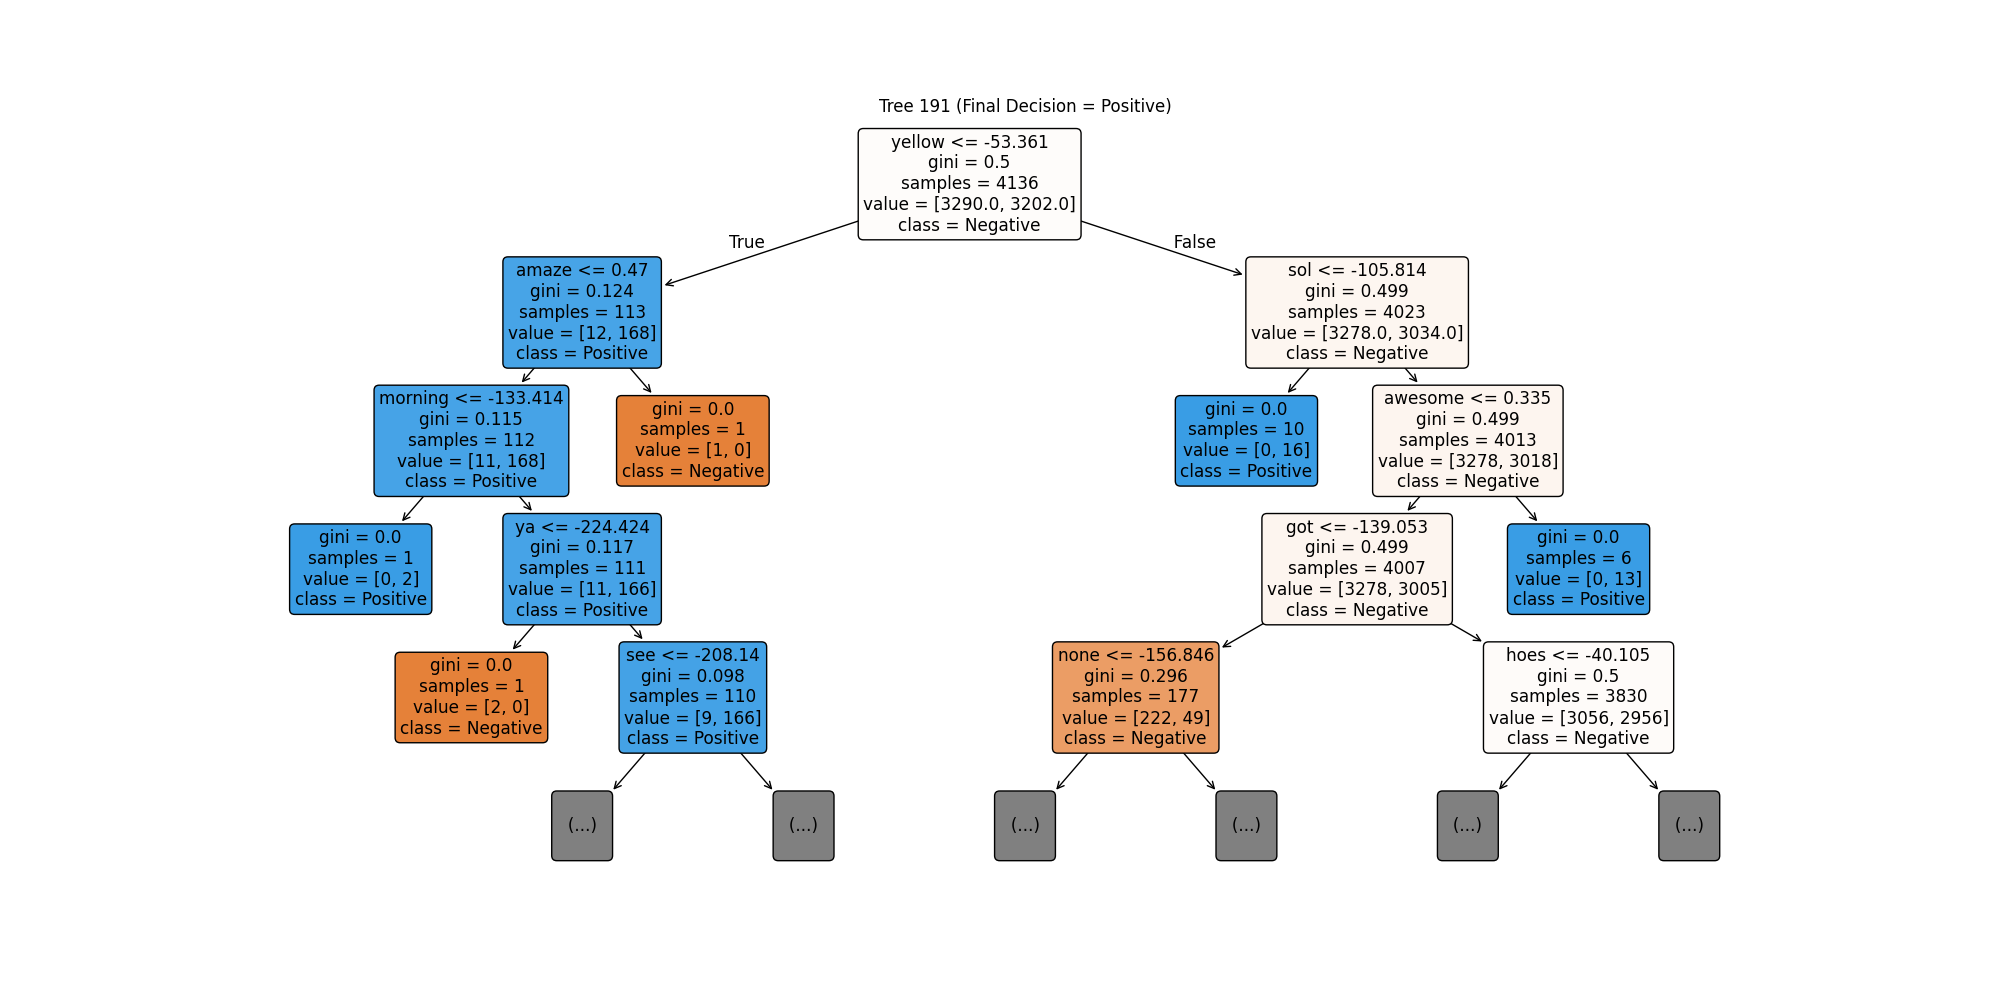 Tree 191 (Final Decision = Positive)
yellow <= -53.361
gini = 0.5
samples = 4136
value = [3290.0, 3202.0]
class = Negative
True
False
amaze <= 0.47
gini = 0.124
samples = 113
value = [12, 168]
class = Positive
sol <= -105.814
gini = 0.499
samples = 4023
value = [3278.0, 3034.0]
class = Negative
morning <= -133.414
gini = 0.115
samples = 112
value = [11, 168]
class = Positive
gini = 0.0
samples = 1
value = [1, 0]
class = Negative
gini = 0.0
samples = 10
value = [0, 16]
class = Positive
awesome <= 0.335
gini = 0.499
samples = 4013
value = [3278, 3018]
class = Negative
gini = 0.0
samples = 1
value = [0, 2]
class = Positive
ya <= -224.424
gini = 0.117
samples = 111
value = [11, 166]
class = Positive
got <= -139.053
gini = 0.499
samples = 4007
value = [3278, 3005]
class = Negative
gini = 0.0
samples = 6
value = [0, 13]
class = Positive
gini = 0.0
samples = 1
value = [2, 0]
class = Negative
see <= -208.14
gini = 0.098
samples = 110
value = [9, 166]
class = Positive
none <= -156.846
gini = 0.296
samples = 177
value = [222, 49]
class = Negative
hoes <= -40.105
gini = 0.5
samples = 3830
value = [3056, 2956]
class = Negative
(...)
(...)
(...)
(...)
(...)
(...)